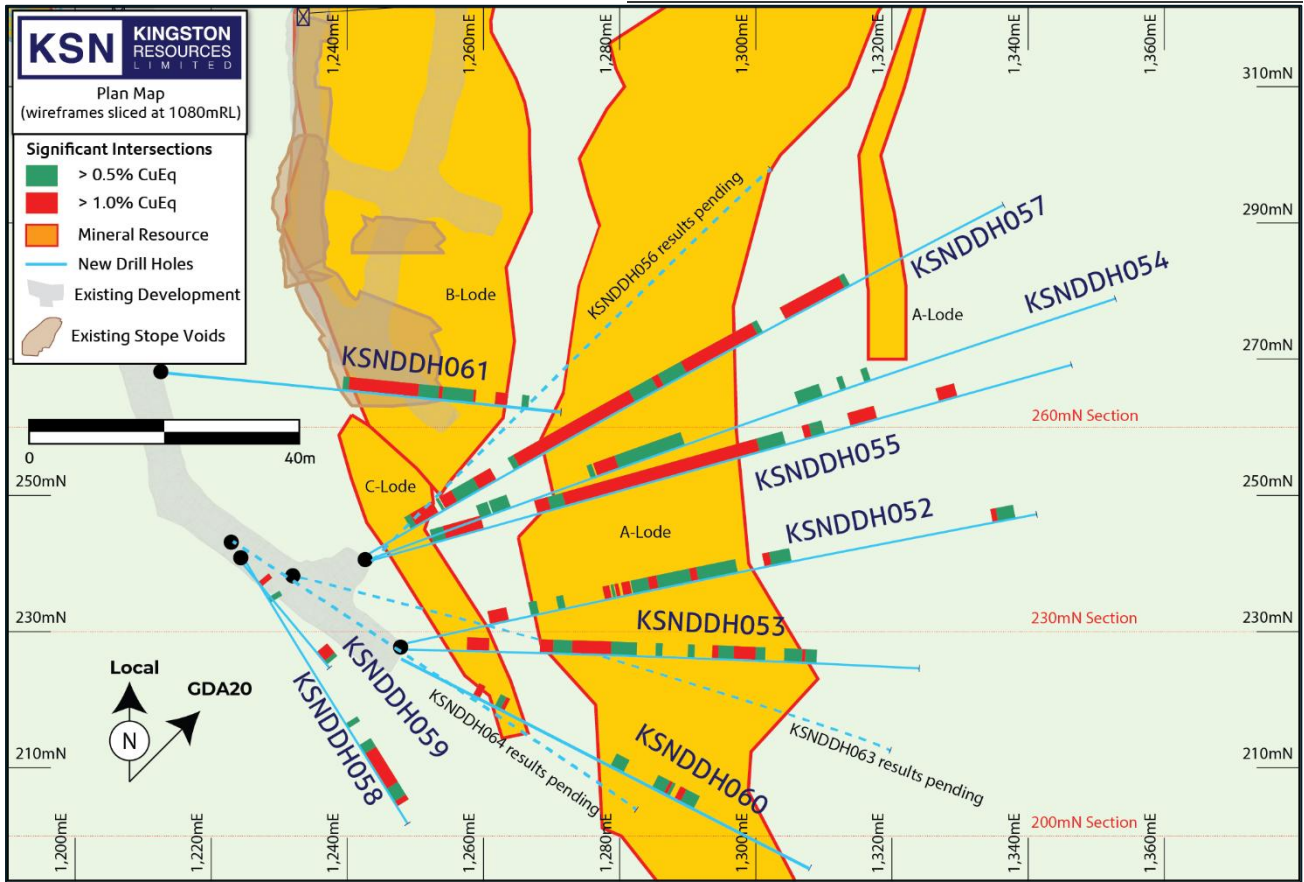 KSN
KINGSTON
RESOURCES
LIMITED
Plan Map
(wireframes sliced at 1080mRL)
Significant Intersections
> 0.5% CuEq
> 1.0% CuEq
Mineral Resource
New Drill Holes
Existing Development
Existing Stope Voids
0
40m
1,240mE
1,260mE
1,280mE
1,300mE
1,320mE
1,340mE
1,360mE
310mN
290mN
290mN
270mN
270mN
260mN Section
250mN
250mN
230mN Section
230mN
230mN
210mN
210mN
200mN Section
B-Lode
A-Lode
C-Lode
A-Lode
KSNDDH056 results pending
KSNDDH057
KSNDDH054
KSNDDH061
KSNDDH055
KSNDDH052
KSNDDH053
KSNDDH059
KSNDDH058
KSNDDH064 results pending
KSNDDH060
KSNDDH063 results pending
Local
GDA20
N
1,200mE
1,220mE
1,240mE
1,260mE
1,280mE
1,300mE
1,320mE
1,340mE
1,360mE